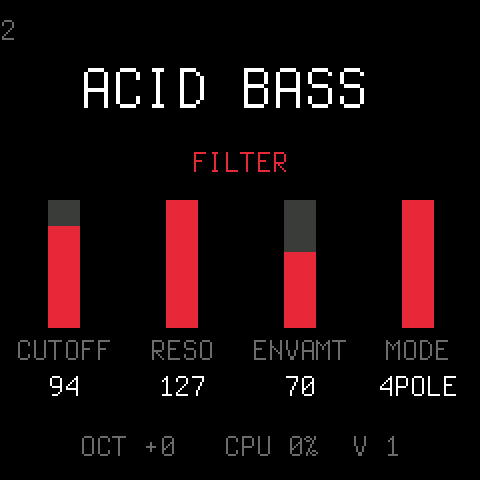 2
ACID BASS
FILTER
CUTOFF RESO ENVAMT MODE
94 127 70 4POLE
OCT +0 CPU 0% V 1